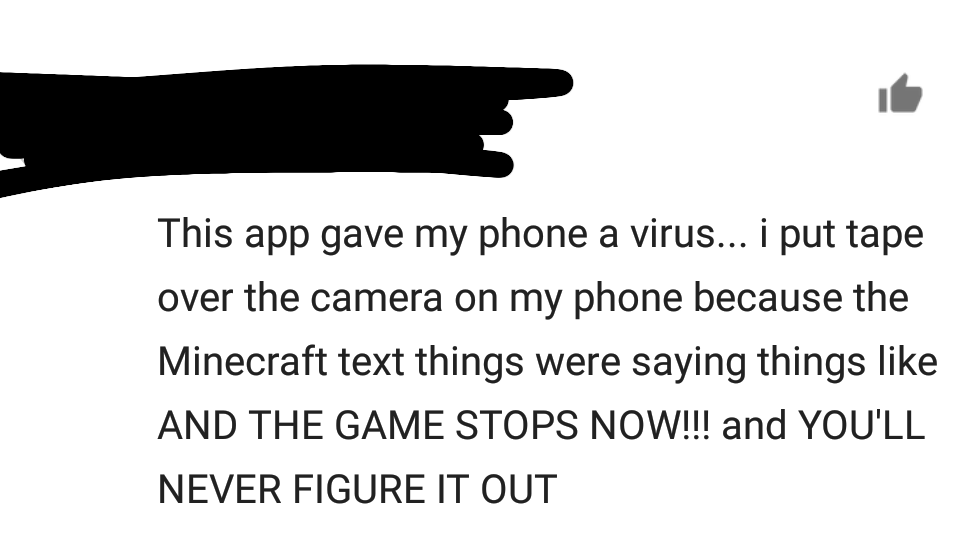 This app gave my phone a virus... i put tape
over the camera on my phone because the
Minecraft text things were saying things like
AND THE GAME STOPS NOW!!! and YOU'LL
NEVER FIGURE IT OUT